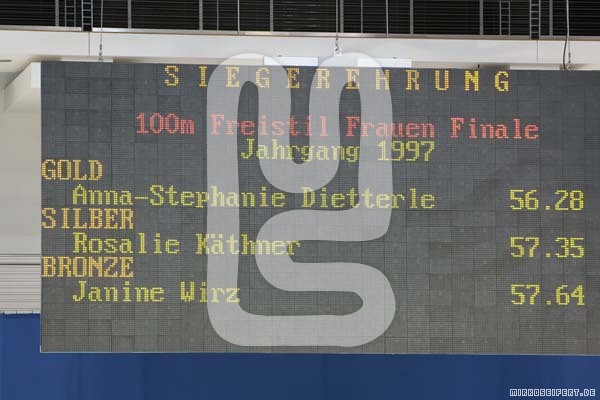 SIEGEREHRUNG
100m Freistil Frauen Finale
Jahrgang 1997
GOLD
Anna-Stephanie Dietterle 56.28
SILBER
Rosalie Käthner 57.35
BRONZE
Janine Wirz 57.64
MIRKOSEIFERT.DE